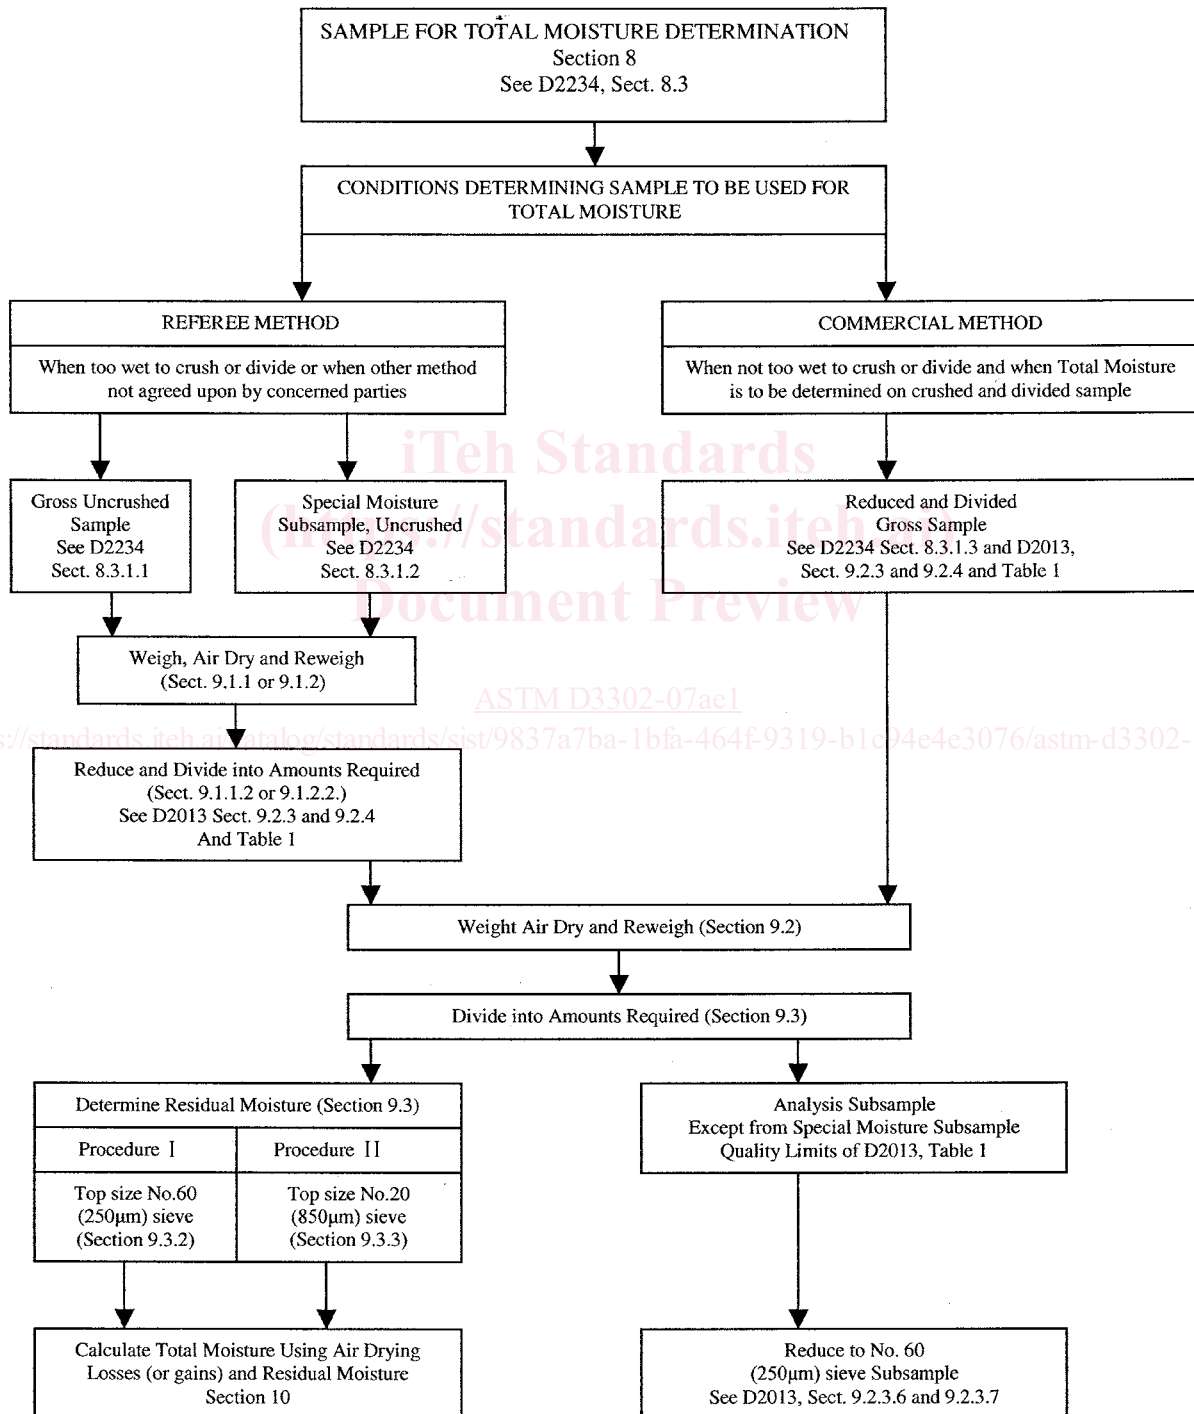 SAMPLE FOR TOTAL MOISTURE DETERMINATION
Section 8
See D2234, Sect. 8.3
CONDITIONS DETERMINING SAMPLE TO BE USED FOR
TOTAL MOISTURE
REFEREE METHOD
When too wet to crush or divide or when other method
not agreed upon by concerned parties
COMMERCIAL METHOD
When not too wet to crush or divide and when Total Moisture
is to be determined on crushed and divided sample
iTeh Standards
(https://standards.iteh.ai)
Document Preview
Gross Uncrushed
Sample
See D2234
Sect. 8.3.1.1
Special Moisture
Subsample, Uncrushed
See D2234
Sect. 8.3.1.2
Reduced and Divided
Gross Sample
See D2234 Sect. 8.3.1.3 and D2013,
Sect. 9.2.3 and 9.2.4 and Table 1
Weigh, Air Dry and Reweigh
(Sect. 9.1.1 or 9.1.2)
ASTM D3302-07ae1
s://standards.iteh.ai/catalog/standards/sist/9837a7ba-1bfa-464f-9319-b1c94e4e3076/astm-d3302-
Reduce and Divide into Amounts Required
(Sect. 9.1.1.2 or 9.1.2.2.)
See D2013 Sect. 9.2.3 and 9.2.4
And Table 1
Weight Air Dry and Reweigh (Section 9.2)
Divide into Amounts Required (Section 9.3)
Determine Residual Moisture (Section 9.3)
Procedure I
Procedure II
Top size No.60
(250µm) sieve
(Section 9.3.2)
Top size No.20
(850µm) sieve
(Section 9.3.3)
Analysis Subsample
Except from Special Moisture Subsample
Quality Limits of D2013, Table 1
Calculate Total Moisture Using Air Drying
Losses (or gains) and Residual Moisture
Section 10
Reduce to No. 60
(250µm) sieve Subsample
See D2013, Sect. 9.2.3.6 and 9.2.3.7